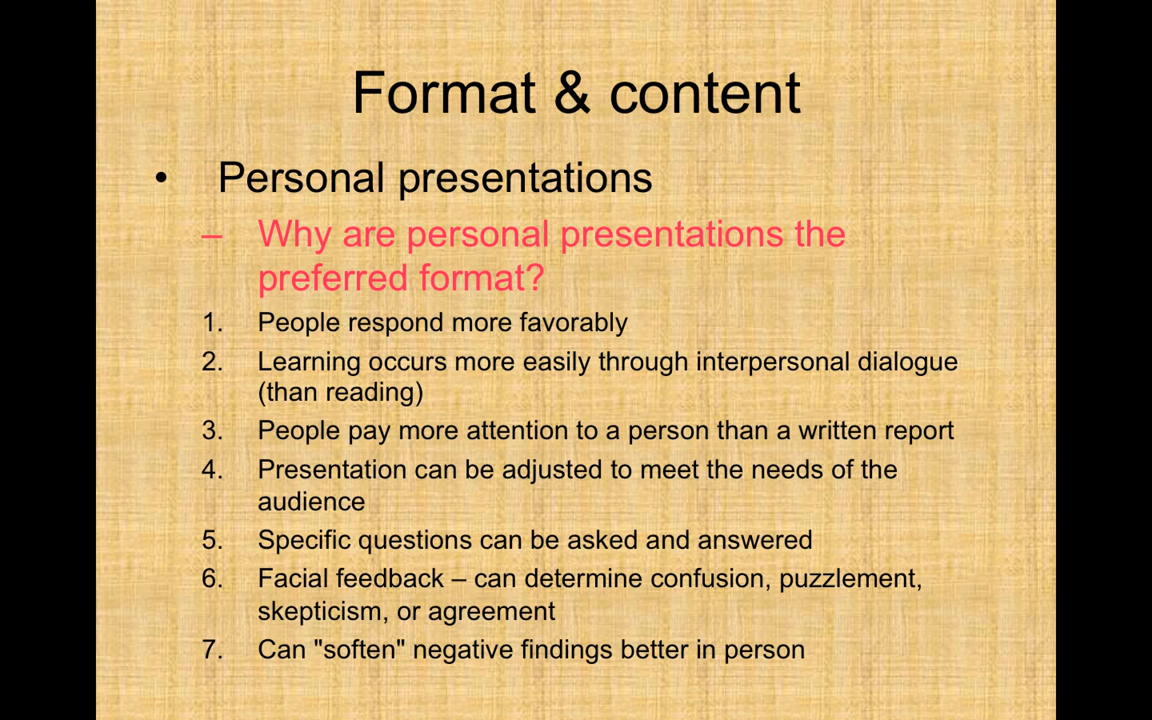 Format & content
• Personal presentations
– Why are personal presentations the
preferred format?
1. People respond more favorably
2. Learning occurs more easily through interpersonal dialogue
(than reading)
3. People pay more attention to a person than a written report
4. Presentation can be adjusted to meet the needs of the
audience
5. Specific questions can be asked and answered
6. Facial feedback – can determine confusion, puzzlement,
skepticism, or agreement
7. Can "soften" negative findings better in person